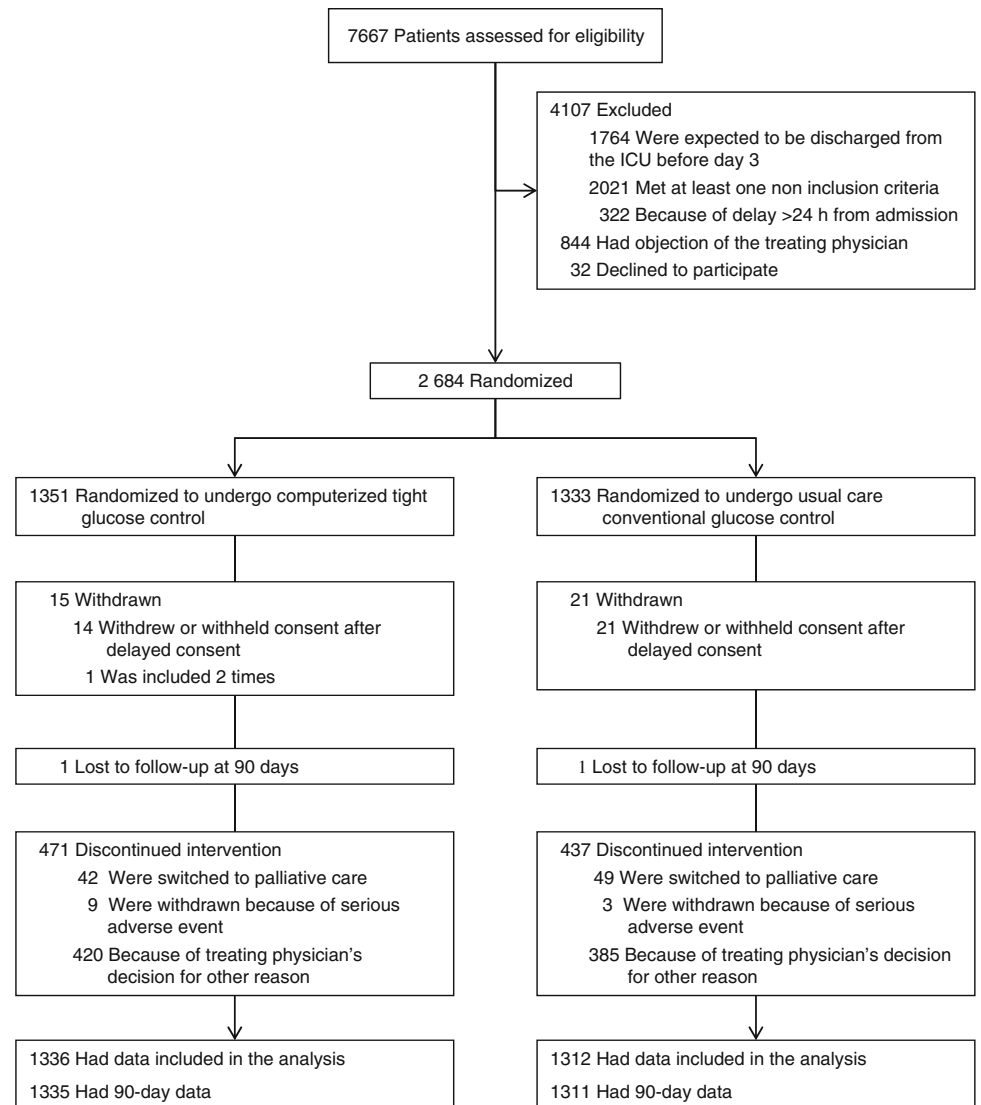 7667 Patients assessed for eligibility
4107 Excluded
1764 Were expected to be discharged from
the ICU before day 3
2021 Met at least one non inclusion criteria
322 Because of delay >24 h from admission
844 Had objection of the treating physician
32 Declined to participate
2 684 Randomized
1351 Randomized to undergo computerized tight
glucose control
1333 Randomized to undergo usual care
conventional glucose control
15 Withdrawn
14 Withdrew or withheld consent after
delayed consent
1 Was included 2 times
21 Withdrawn
21 Withdrew or withheld consent after
delayed consent
1 Lost to follow-up at 90 days
1 Lost to follow-up at 90 days
471 Discontinued intervention
42 Were switched to palliative care
9 Were withdrawn because of serious
adverse event
420 Because of treating physician's
decision for other reason
437 Discontinued intervention
49 Were switched to palliative care
3 Were withdrawn because of serious
adverse event
385 Because of treating physician's decision
for other reason
1336 Had data included in the analysis
1335 Had 90-day data
1312 Had data included in the analysis
1311 Had 90-day data